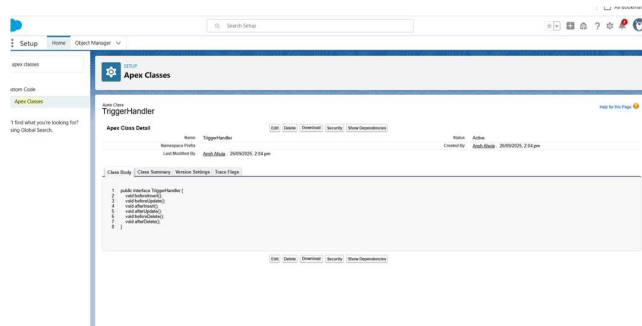 All Bookmarks
Search Setup
Setup Home Object Manager
apex classes
SETUP
Apex Classes
stom Code
Apex Classes
't find what you're looking for?
sing Global Search.
Apex Class
TriggerHandler
Help for this Page
Apex Class Detail
Edit Delete Download Security Show Dependencies
Name TriggerHandler Status Active
Namespace Prefix Created By Ansh Ahuja , 26/09/2025, 2:04 pm
Last Modified By Ansh Ahuja , 26/09/2025, 2:04 pm
Class Body Class Summary Version Settings Trace Flags
1 public interface TriggerHandler {
2 void beforeInsert();
3 void beforeUpdate();
4 void afterInsert();
5 void afterUpdate();
6 void beforeDelete();
7 void afterDelete();
8 }
Edit Delete Download Security Show Dependencies